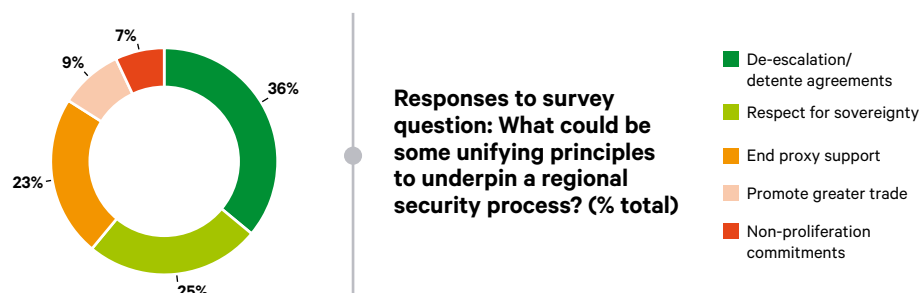 7%
9%
36%
23%
25%
Responses to survey
question: What could be
some unifying principles
to underpin a regional
security process? (% total)
De-escalation/
detente agreements
Respect for sovereignty
End proxy support
Promote greater trade
Non-proliferation
commitments